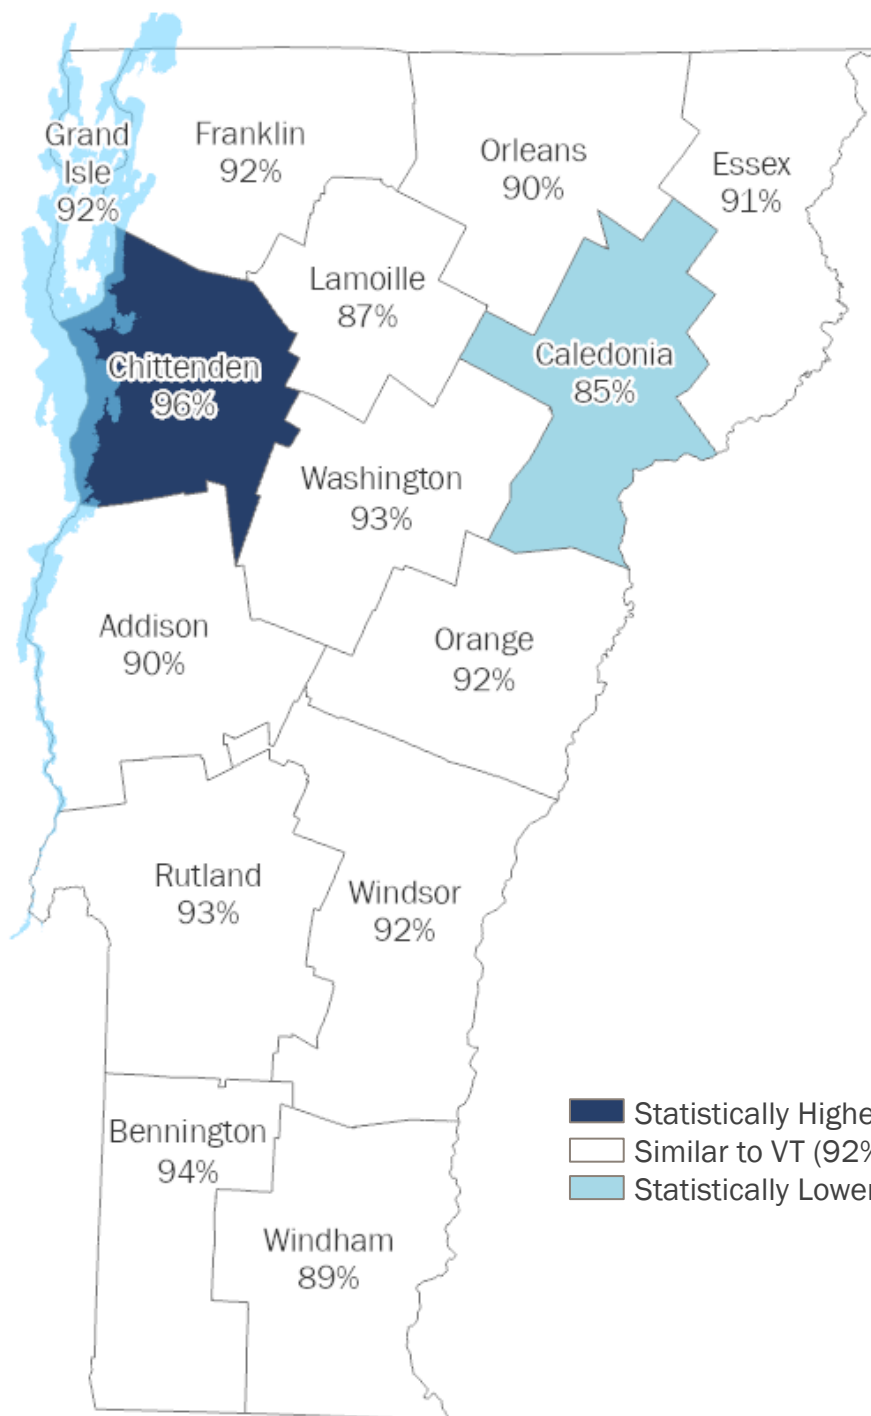 Grand
Isle
92%
Franklin
92%
Orleans
90%
Essex
91%
Lamoille
87%
Chittenden
96%
Caledonia
85%
Washington
93%
Addison
90%
Orange
92%
Rutland
93%
Windsor
92%
Bennington
94%
Windham
89%
Statistically Highe
Similar to VT (92%
Statistically Lower